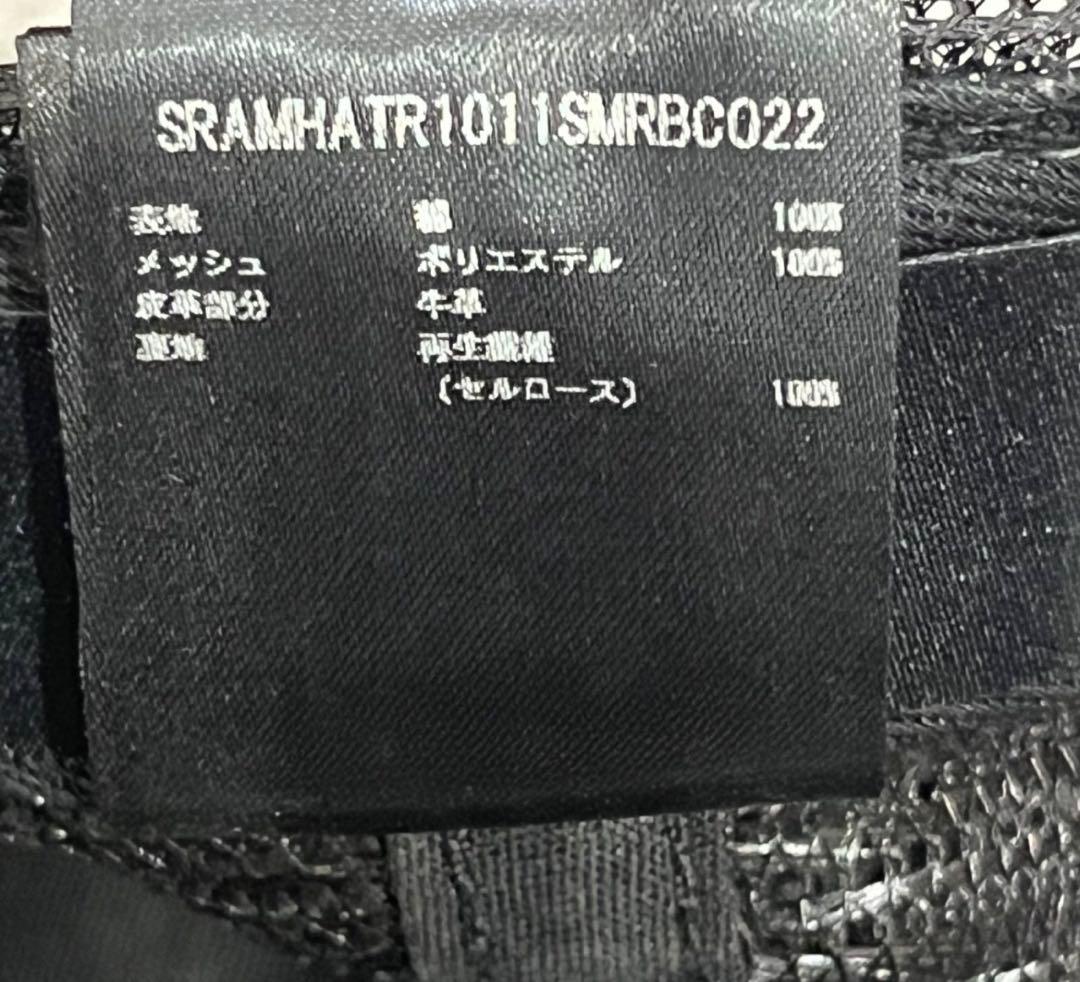 SRAMHATR1011SMRBC022
表地 綿 100%
メッシュ ポリエステル 100%
皮革部分 牛革
裏地 再生繊維
(セルロース) 100%